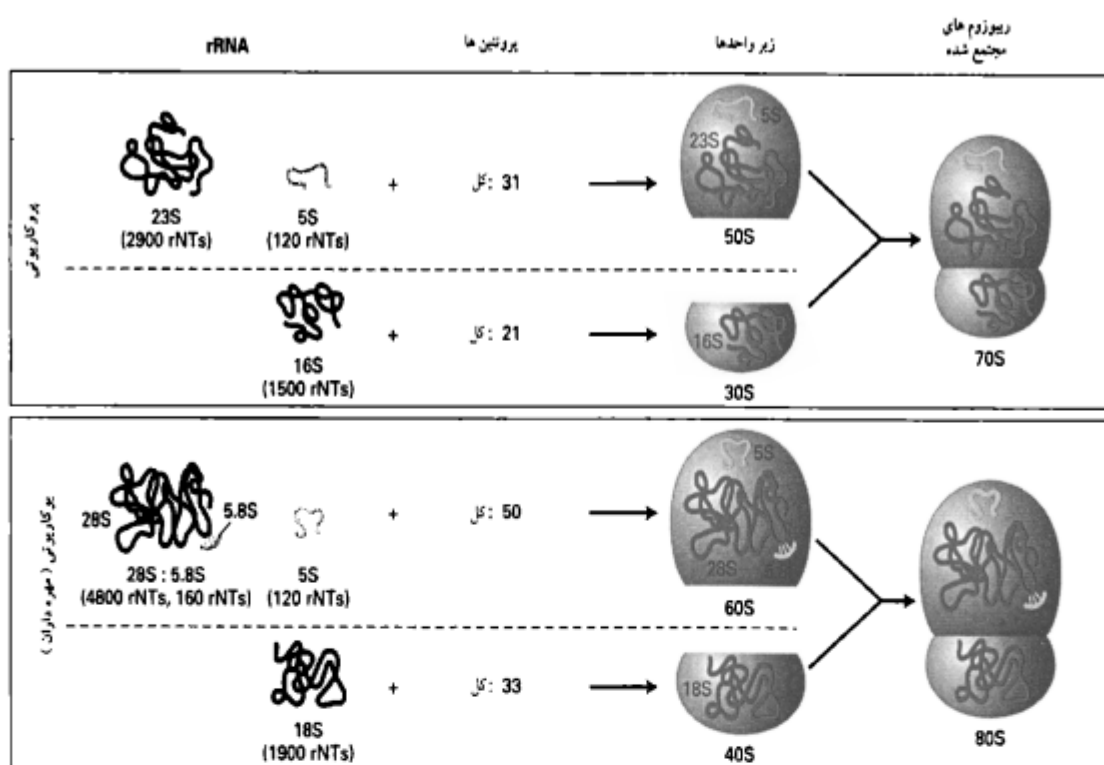 rRNA
پروتئین ها
زیر واحدها
ریبوزوم های
مجتمع شده
پروکاریوتی
23S
(2900 rNTs)
5S
(120 rNTs)
+
کل : 31
5S
23S
50S
16S
(1500 rNTs)
+
کل : 21
16S
30S
70S
یوکاریوتی ( مهره داران )
28S
5.8S
28S : 5.8S
(4800 rNTs, 160 rNTs)
5S
(120 rNTs)
+
کل : 50
5S
28S
5.8S
60S
18S
(1900 rNTs)
+
کل : 33
18S
40S
80S